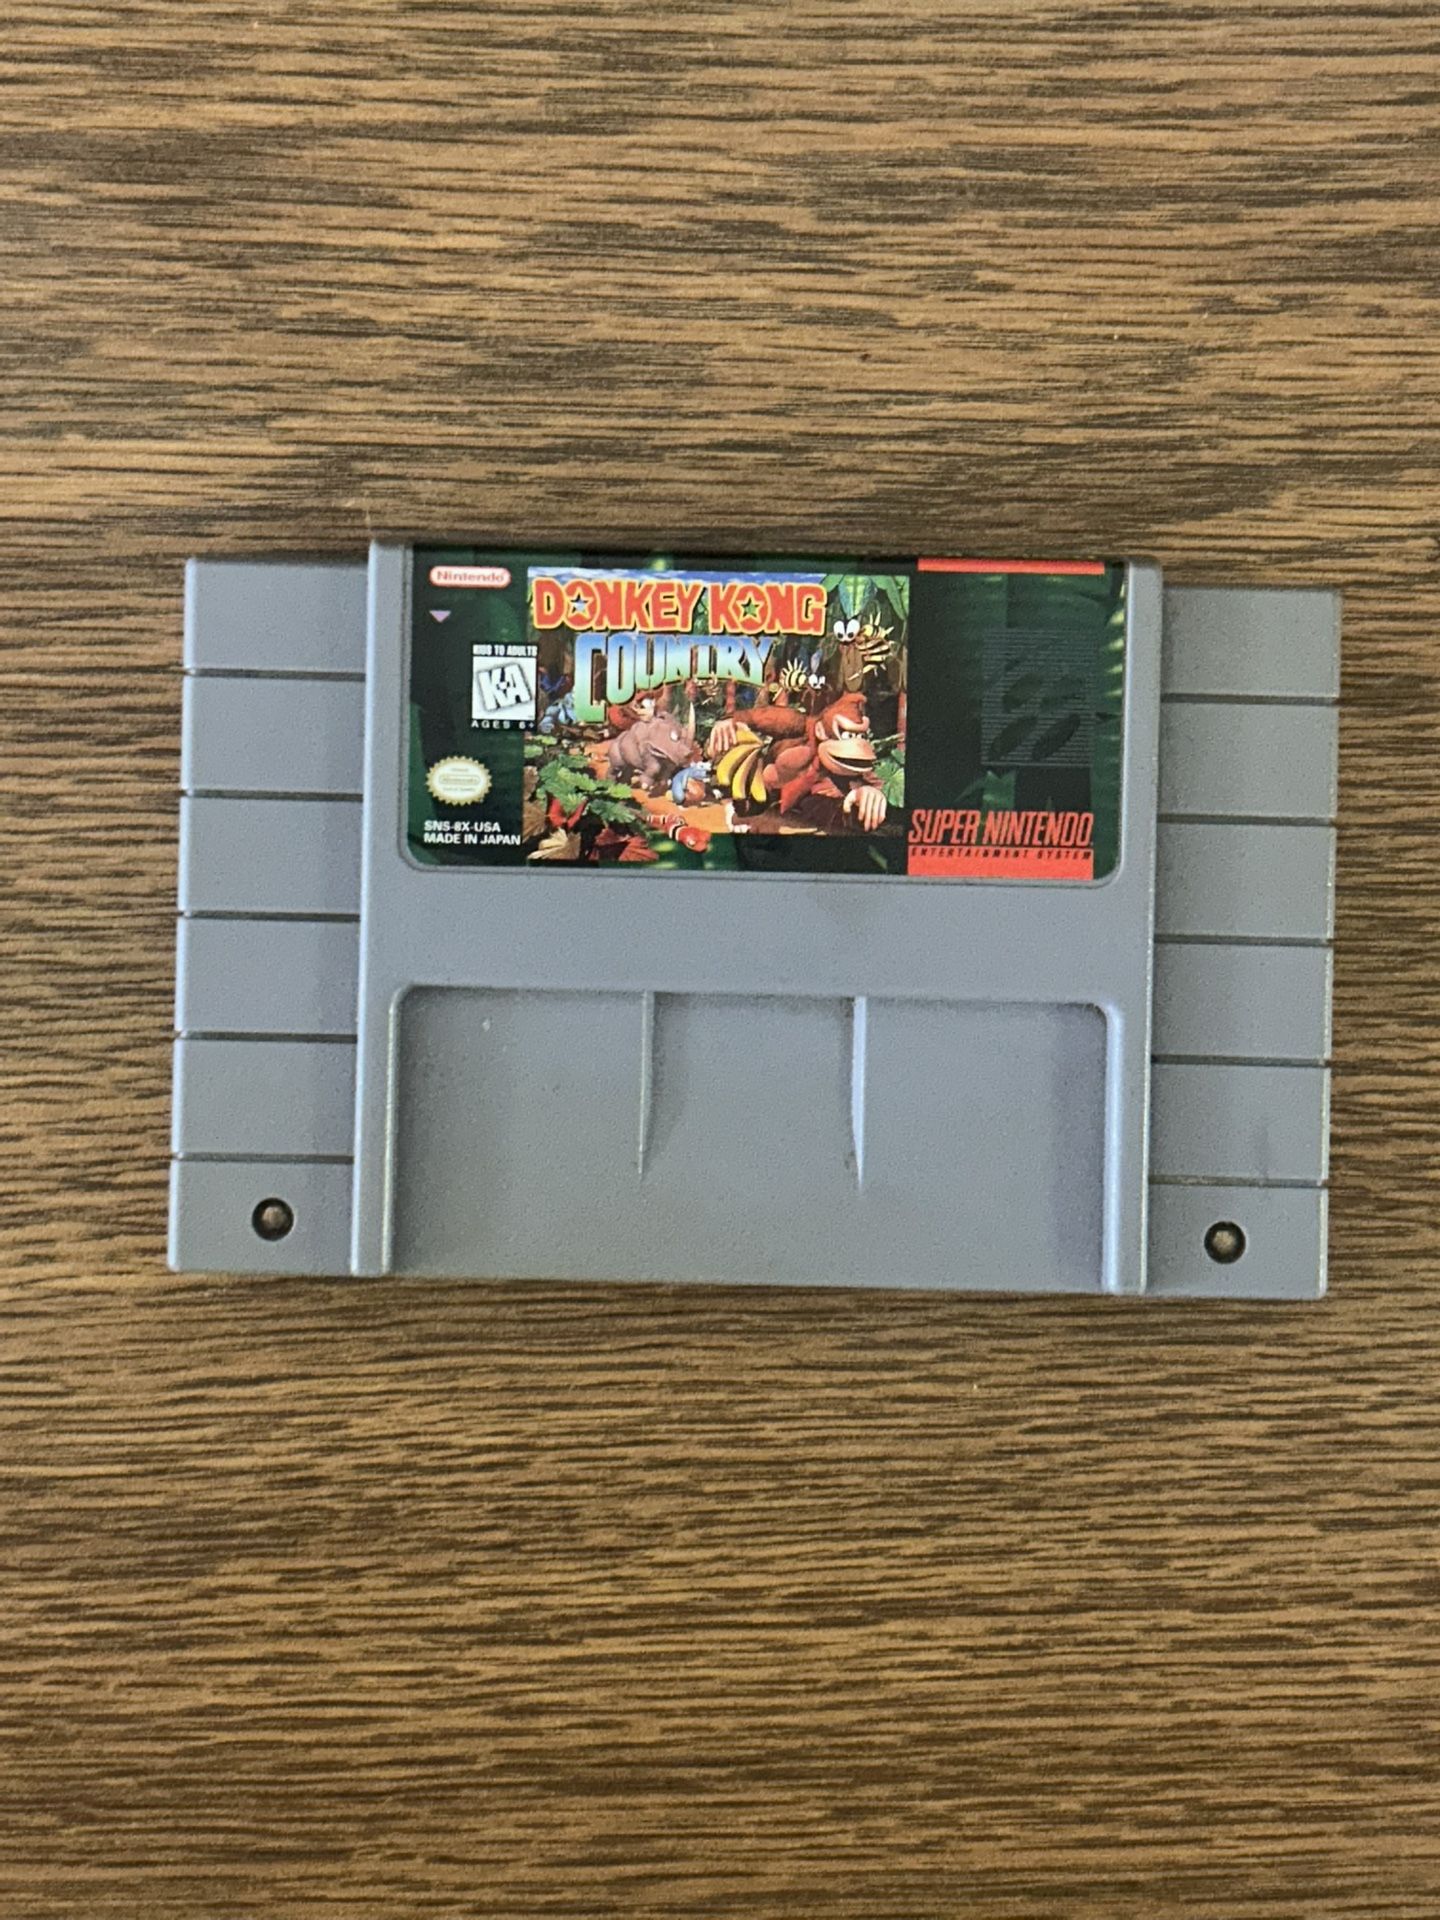 Nintendo
DONKEY KONG
COUNTRY
KIDS TO ADULTS
K-A
AGES 6+
Nintendo
SNS-8X-USA
MADE IN JAPAN
SUPER NINTENDO
ENTERTAINMENT SYSTEM